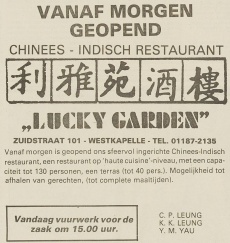 VANAF MORGEN
GEOPEND
CHINEES - INDISCH RESTAURANT
利雅苑酒樓
„LUCKY GARDEN”
ZUIDSTRAAT 101 - WESTKAPELLE - TEL. 01187-2135
Vanaf morgen is geopend ons sfeervol ingerichte Chinees-Indisch
restaurant, een restaurant op 'haute cuisine'-niveau, met een capa-
citeit tot 130 personen, een terras (tot 40 pers.). Mogelijkheid tot
afhalen van gerechten, (tot complete maaltijden).
Vandaag vuurwerk voor de
zaak om 15.00 uur.
C. P. LEUNG
K. K. LEUNG
Y. M. YAU